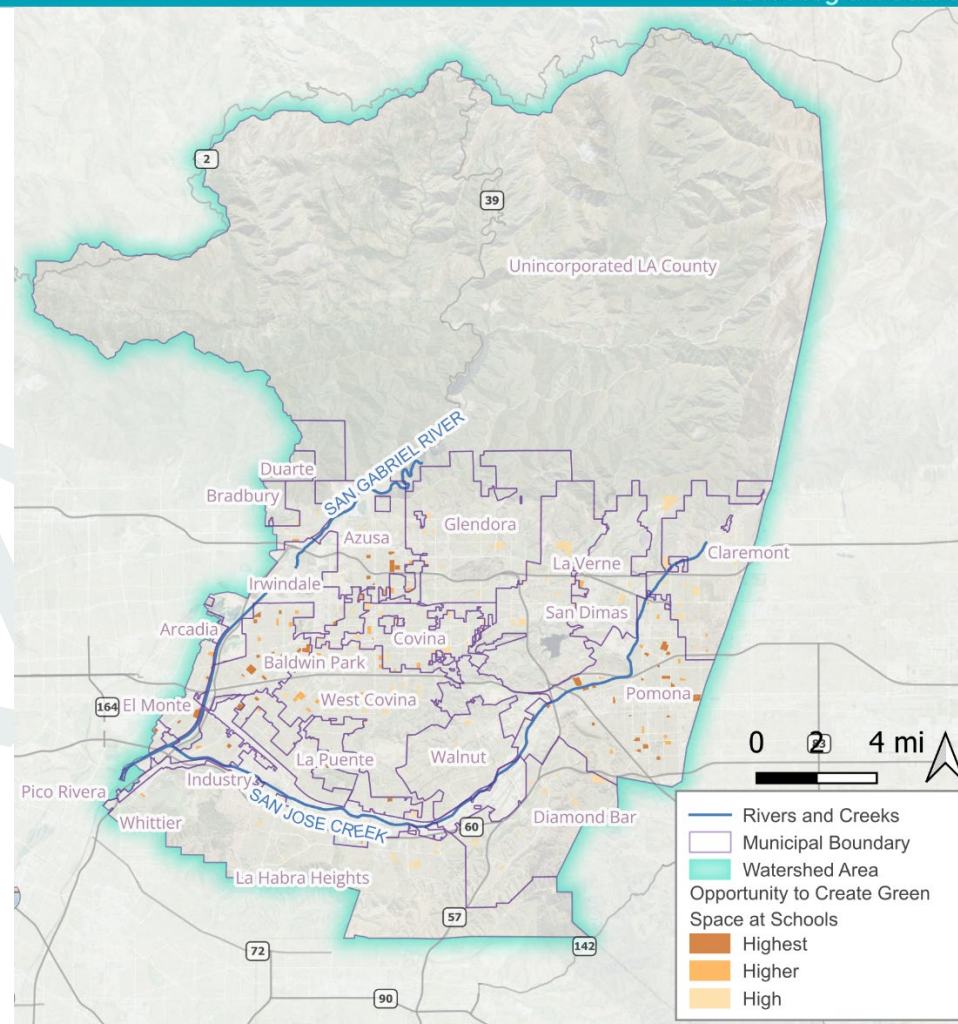 2
39
Unincorporated LA County
SAN GABRIEL RIVER
Duarte
Bradbury
Glendora
Azusa
Claremont
La Verne
Irwindale
San Dimas
Arcadia
Covina
Baldwin Park
West Covina
Pomona
164
El Monte
0 2 4 mi
La Puente
Walnut
Industry
Pico Rivera
SAN JOSE CREEK
Whittier
60
Diamond Bar
La Habra Heights
57
72
142
90
Rivers and Creeks
Municipal Boundary
Watershed Area
Opportunity to Create Green
Space at Schools
Highest
Higher
High